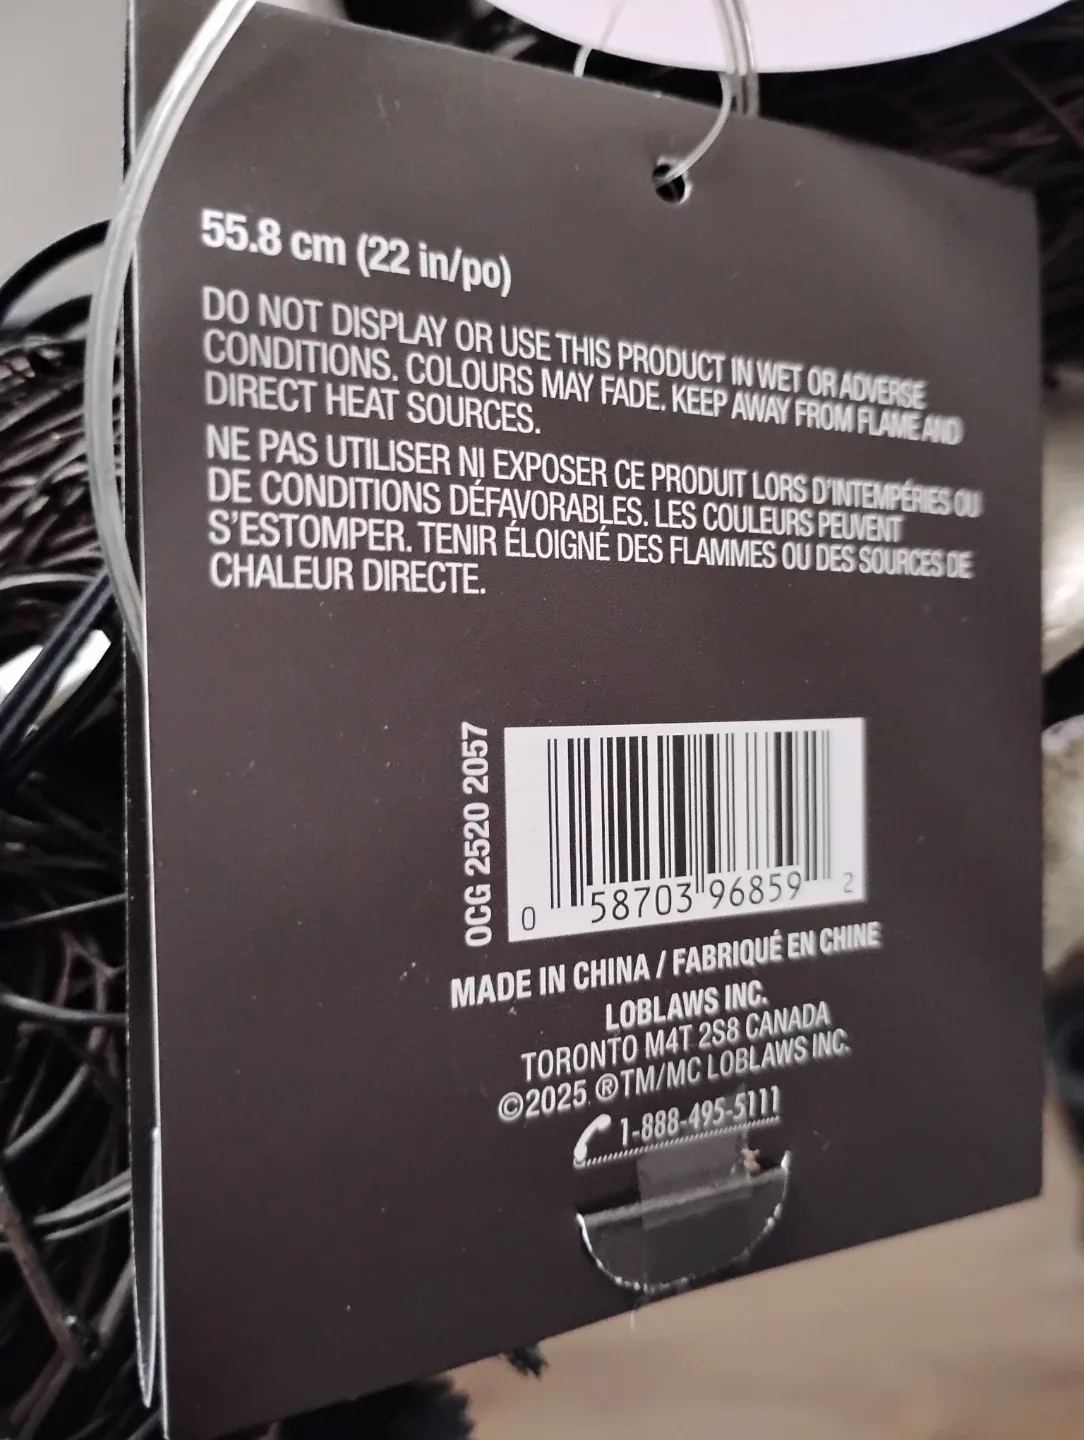 55.8 cm (22 in/po)
DO NOT DISPLAY OR USE THIS PRODUCT IN WET OR ADVERSE
CONDITIONS. COLOURS MAY FADE. KEEP AWAY FROM FLAME AND
DIRECT HEAT SOURCES.
NE PAS UTILISER NI EXPOSER CE PRODUIT LORS D'INTEMPÉRIES OU
DE CONDITIONS DÉFAVORABLES. LES COULEURS PEUVENT
S'ESTOMPER. TENIR ÉLOIGNÉ DES FLAMMES OU DES SOURCES DE
CHALEUR DIRECTE.
OCG 2520 2057
0 58703 96859 2
MADE IN CHINA / FABRIQUÉ EN CHINE
LOBLAWS INC.
TORONTO M4T 2S8 CANADA
©2025 ®TM/MC LOBLAWS INC.
1-888-495-5111